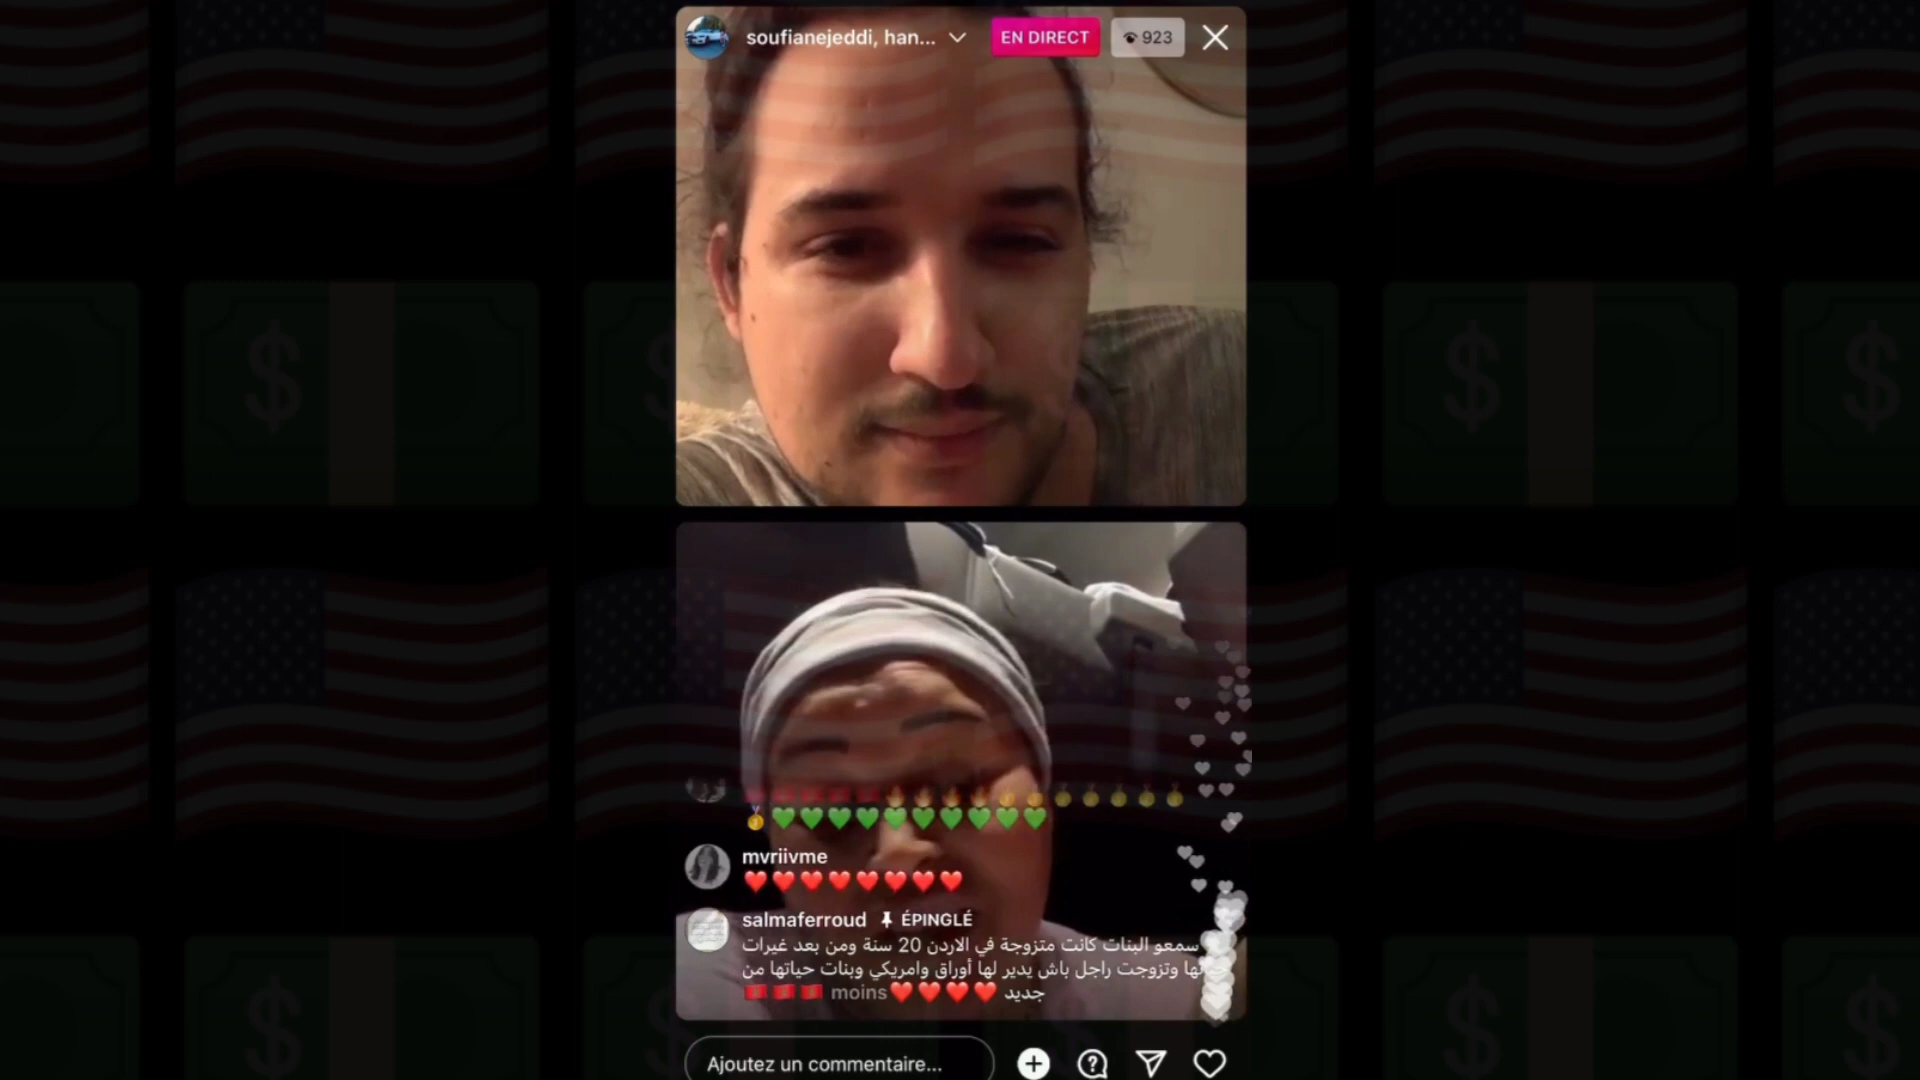 soufianejeddi, han...
EN DIRECT
923
mvriivme
salmaferroud ÉPINGLÉ
سمعو البنات كانت متزوجة في الاردن 20 سنة ومن بعد غيرات
وتزوجت راجل باش يدير لها أوراق وامريكي وبنات حياتها من
جديد ❤️❤️❤️❤️ moins 🇲🇦🇲🇦🇲🇦
Ajoutez un commentaire...